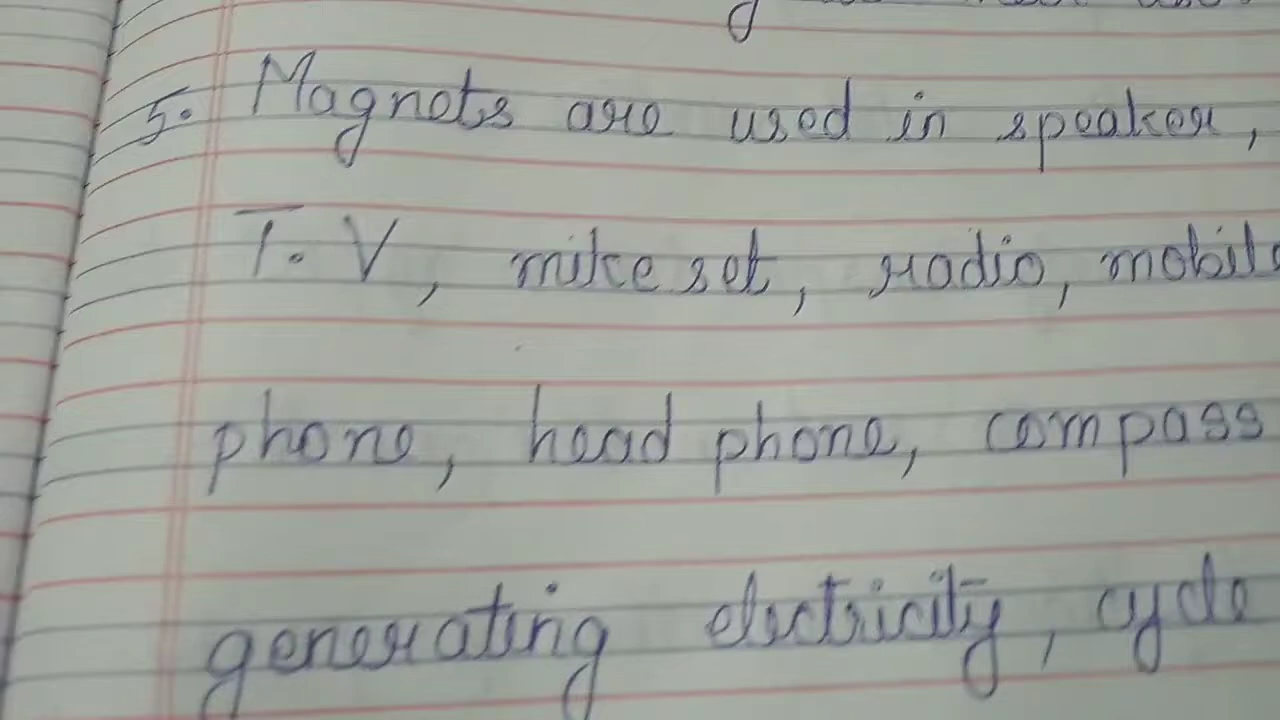 5. Magnets are used in speaker,
T.V, mike set, radio, mobile
phone, head phone, compass
generating electricity, cycle